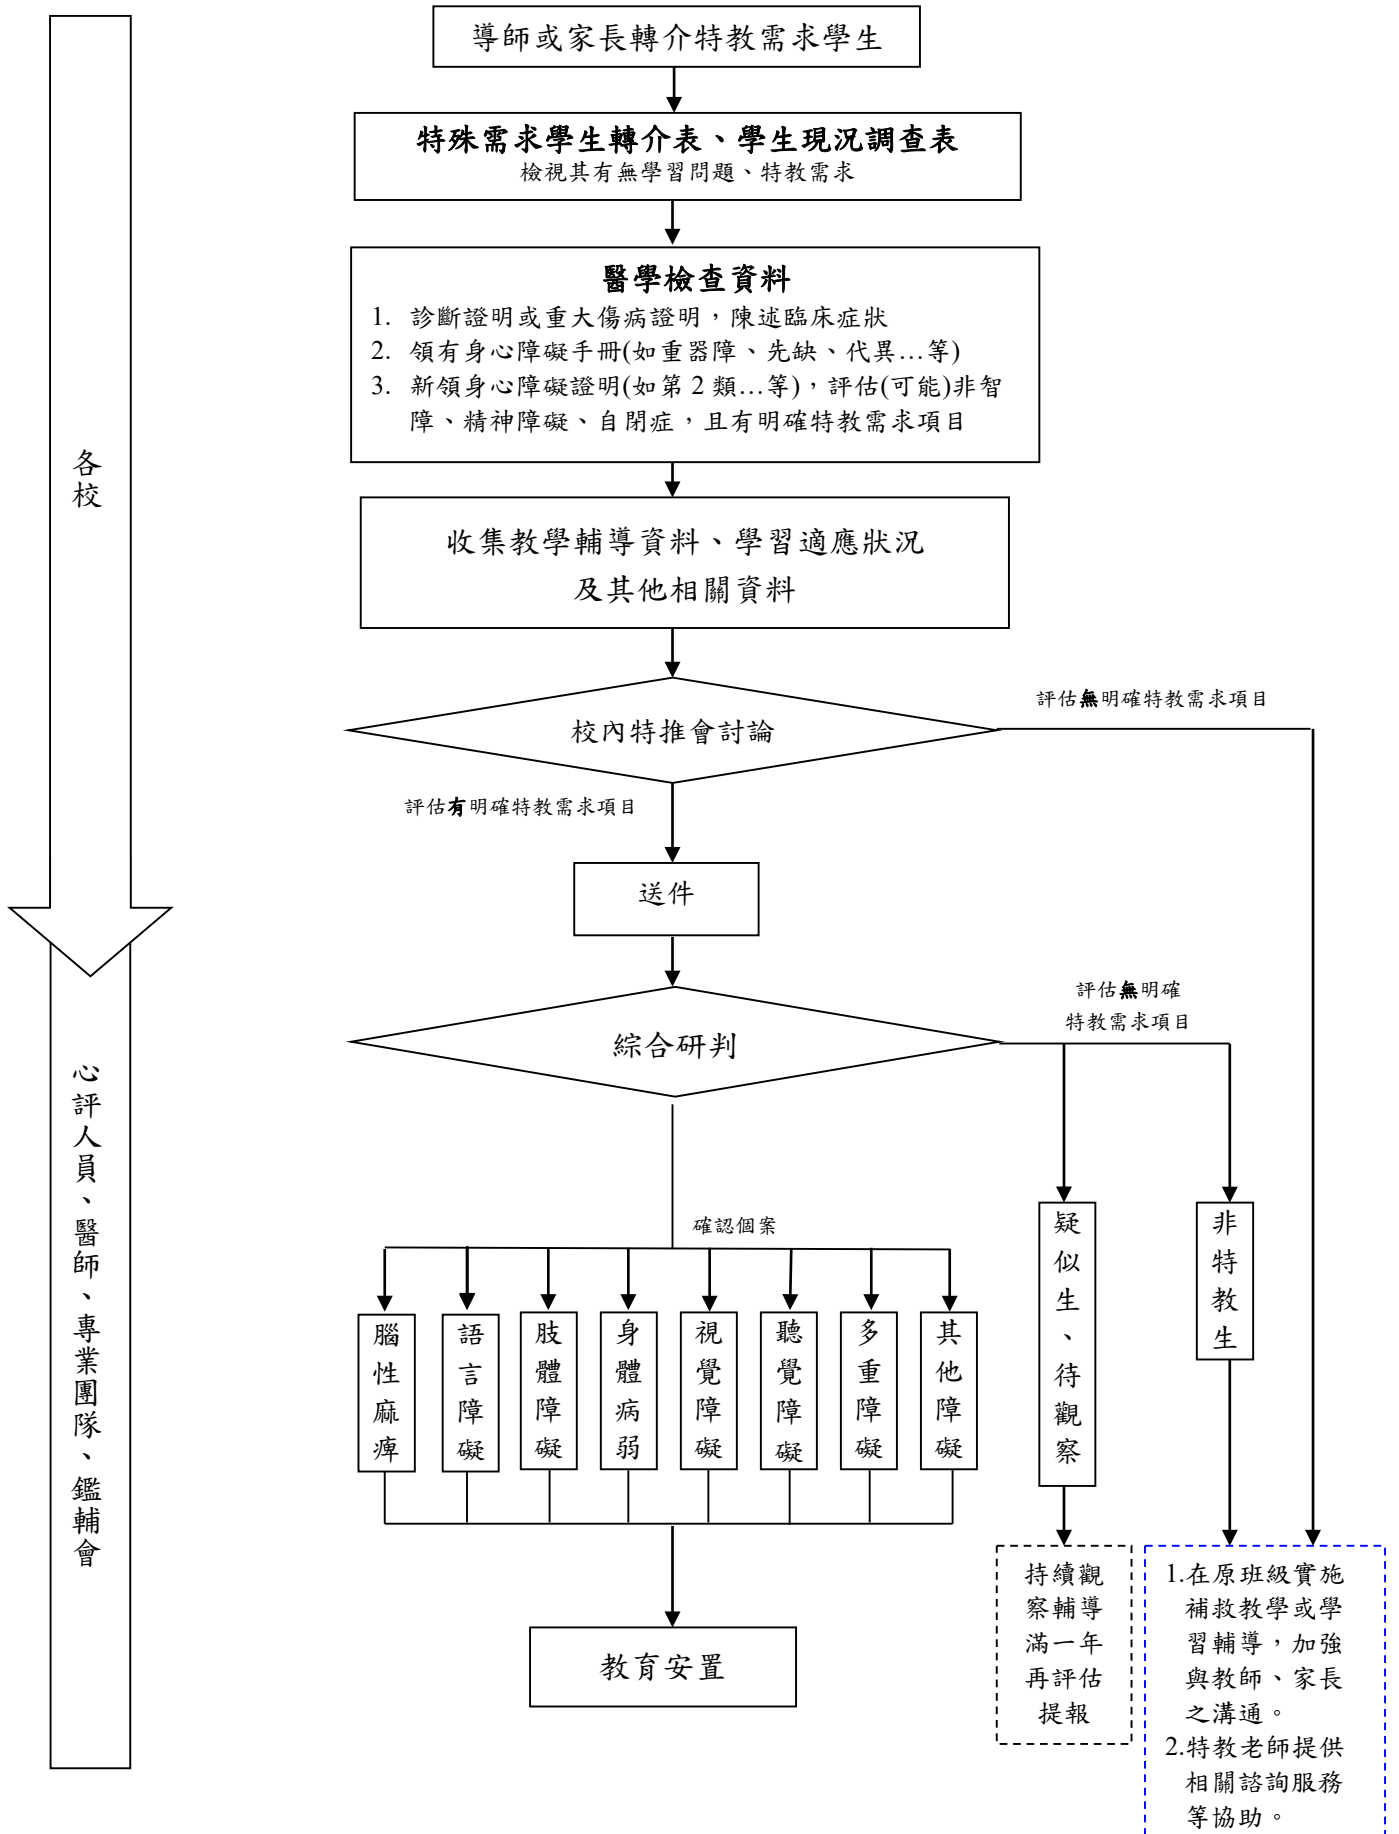 導師或家長轉介特教需求學生
特殊需求學生轉介表、學生現況調查表
檢視其有無學習問題、特教需求
醫學檢查資料
1. 診斷證明或重大傷病證明，陳述臨床症狀
2. 領有身心障礙手冊(如重器障、先缺、代異…等)
3. 新領身心障礙證明(如第 2 類…等)，評估(可能)非智
障、精神障礙、自閉症，且有明確特教需求項目
各校
收集教學輔導資料、學習適應狀況
及其他相關資料
校內特推會討論
評估無明確特教需求項目
評估有明確特教需求項目
送件
綜合研判
評估無明確
特教需求項目
心評人員、醫師、專業團隊、鑑輔會
確認個案
腦性麻痺
語言障礙
肢體障礙
身體病弱
視覺障礙
聽覺障礙
多重障礙
其他障礙
疑似生、待觀察
非特教生
教育安置
持續觀
察輔導
滿一年
再評估
提報
1.在原班級實施
補救教學或學
習輔導，加強
與教師、家長
之溝通。
2.特教老師提供
相關諮詢服務
等協助。